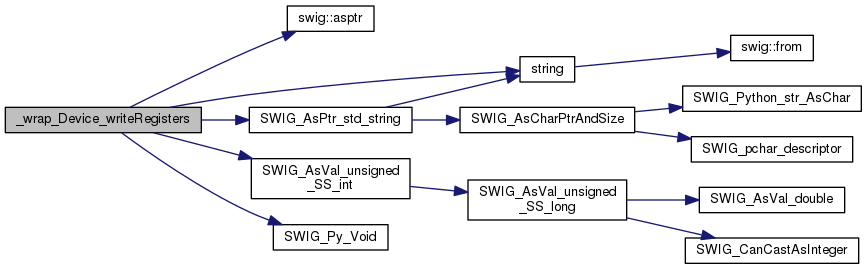 swig::asptr
swig::from
string
SWIG_Python_str_AsChar
_wrap_Device_writeRegisters
SWIG_AsPtr_std_string
SWIG_AsCharPtrAndSize
SWIG_pchar_descriptor
SWIG_AsVal_unsigned
_SS_int
SWIG_AsVal_unsigned
_SS_long
SWIG_AsVal_double
SWIG_Py_Void
SWIG_CanCastAsInteger